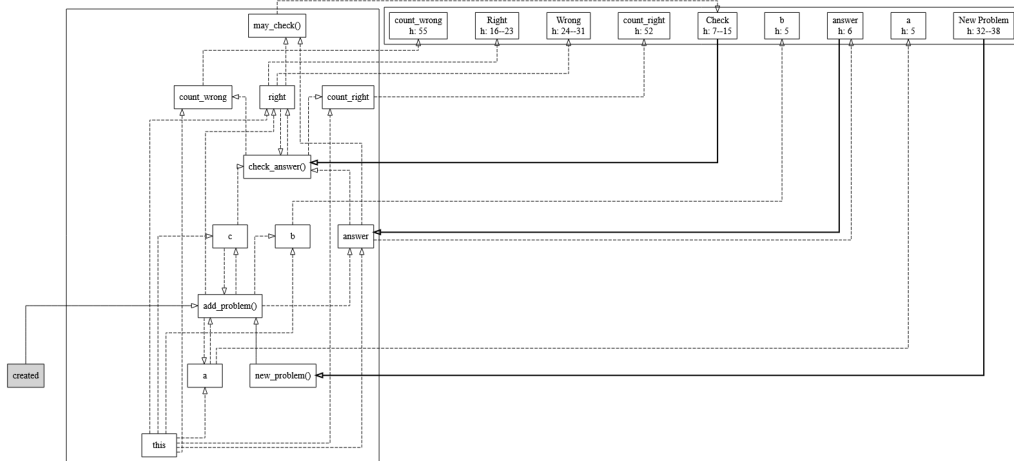 may_check()
count_wrong
h: 55
Right
h: 16--23
Wrong
h: 24--31
count_right
h: 52
Check
h: 7--15
b
h: 5
answer
h: 6
a
h: 5
New Problem
h: 32--38
count_wrong
right
count_right
check_answer()
c
b
answer
add_problem()
created
a
new_problem()
this